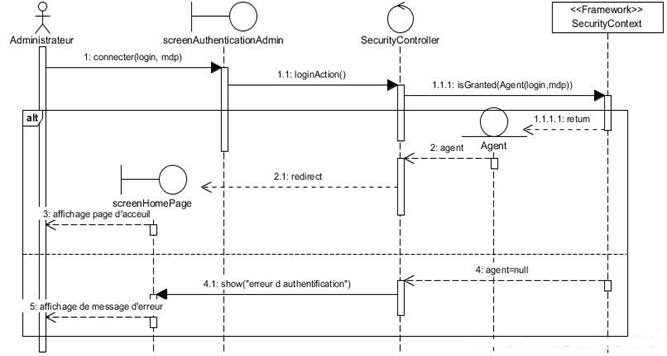 <<Framework>>
Administrateur
screenAuthenticationAdmin
SecurityController
SecurityContext
1: connecter(login, mdp)
1.1: loginAction()
1.1.1: isGranted(Agent(login,mdp))
alt
1.1.1.1: return
Agent
2: agent
2.1: redirect
screenHomePage
3: affichage page d'acceuil
4: agent=null
4.1: show("erreur d authentification")
5: affichage de message d'erreur